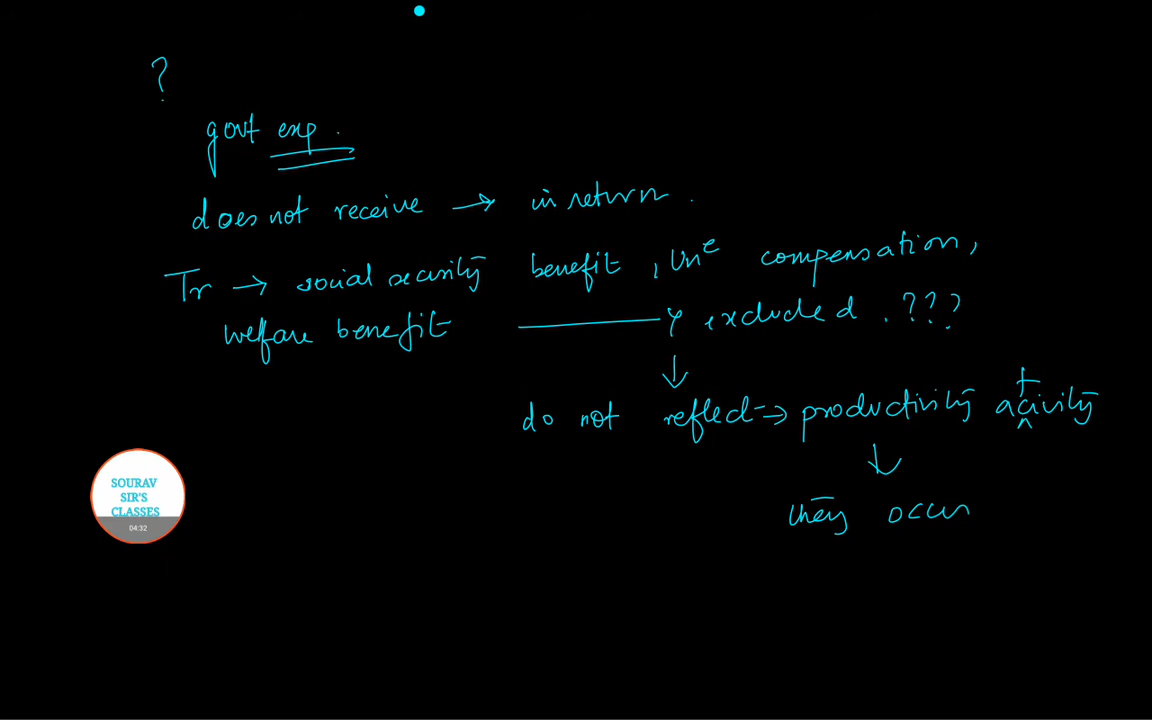 ?
govt exp.
does not receive → in return.
Tr → social security benefit, Un^e compensation,
welfare benefit — Y excluded. ???
↓
do not reflect ⇒ productivity activity
↓
they occur
SOURAV
SIR'S
CLASSES
04:32